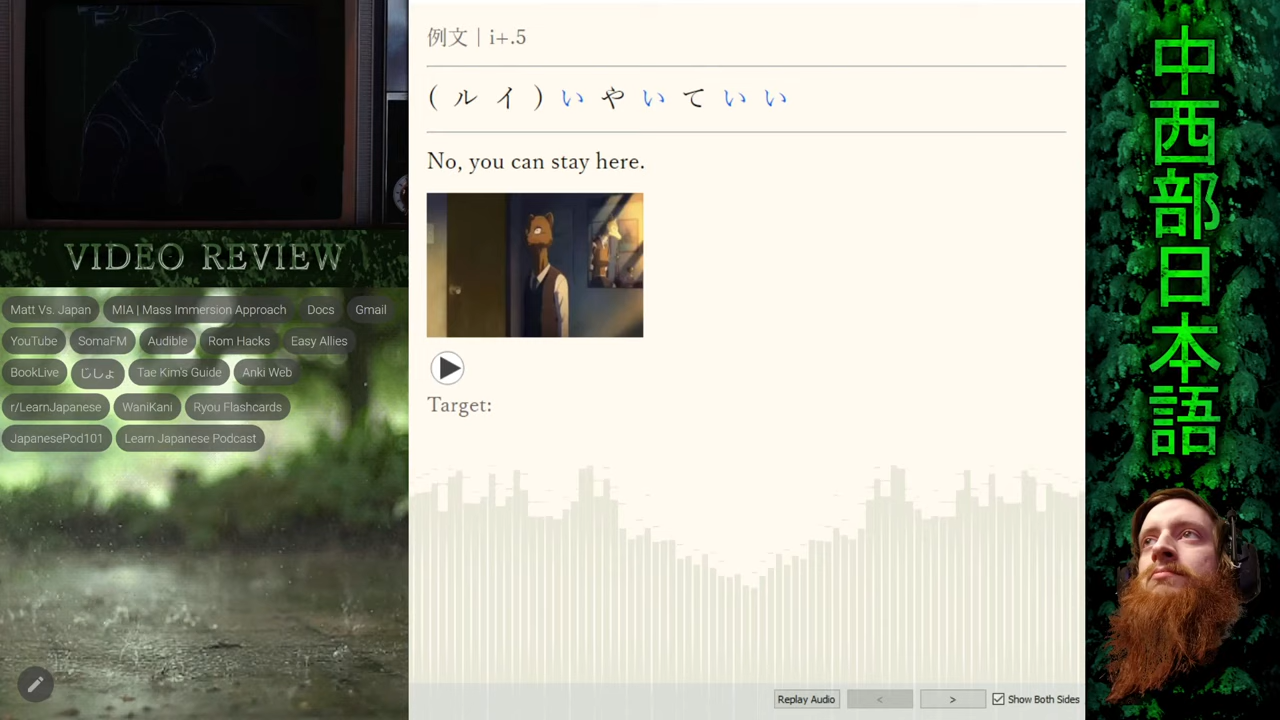 VIDEO REVIEW
Matt Vs. Japan
MIA | Mass Immersion Approach
Docs
Gmail
YouTube
SomaFM
Audible
Rom Hacks
Easy Allies
BookLive
じしょ
Tae Kim's Guide
Anki Web
r/LearnJapanese
WaniKani
Ryou Flashcards
JapanesePod101
Learn Japanese Podcast
例文 | i+.5
(ルイ)いやいていい
No, you can stay here.
Target:
Replay Audio
<
>
Show Both Sides
中西部日本語